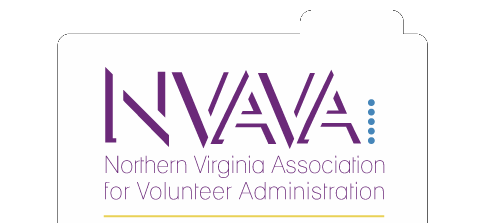 NVAVA
Northern Virginia Association
for Volunteer Administration